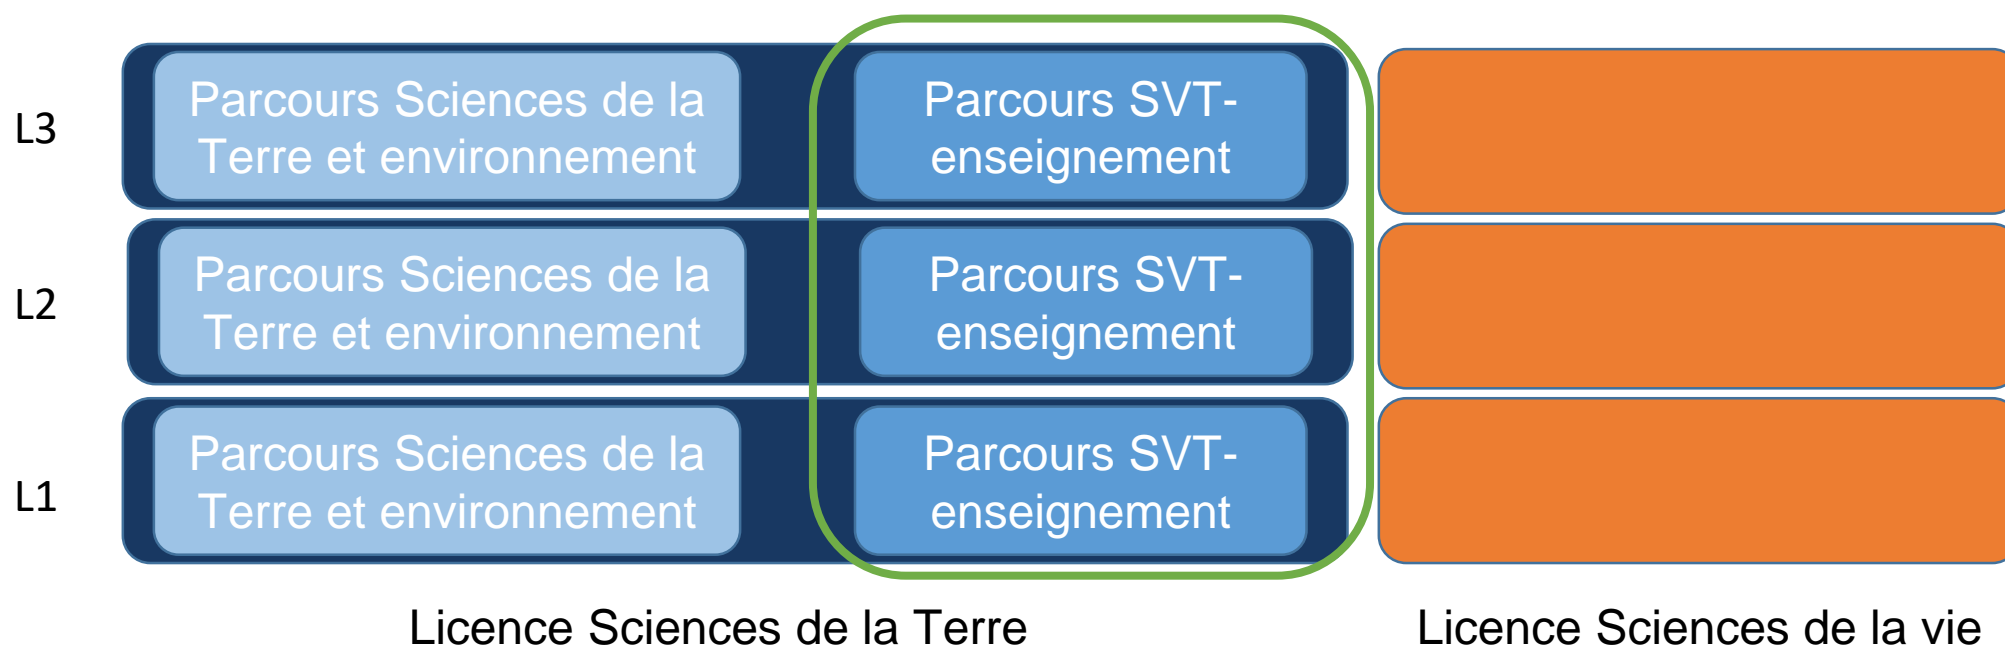 L3
Parcours Sciences de la
Terre et environnement
Parcours SVT-
enseignement
L2
Parcours Sciences de la
Terre et environnement
Parcours SVT-
enseignement
L1
Parcours Sciences de la
Terre et environnement
Parcours SVT-
enseignement
Licence Sciences de la Terre
Licence Sciences de la vie